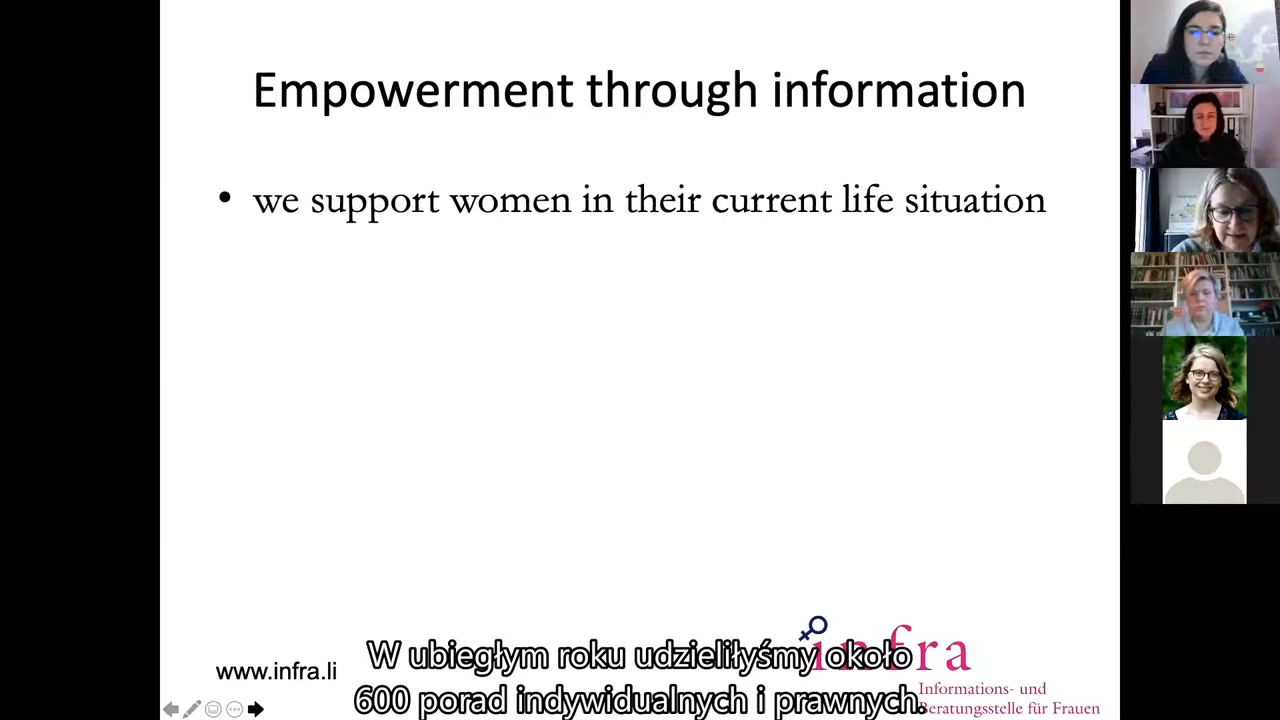 Empowerment through information
• we support women in their current life situation
www.infra.li
infra
Informations- und
Beratungsstelle für Frauen
W ubiegłym roku udzieliłyśmy około
600 porad indywidualnych i prawnych.